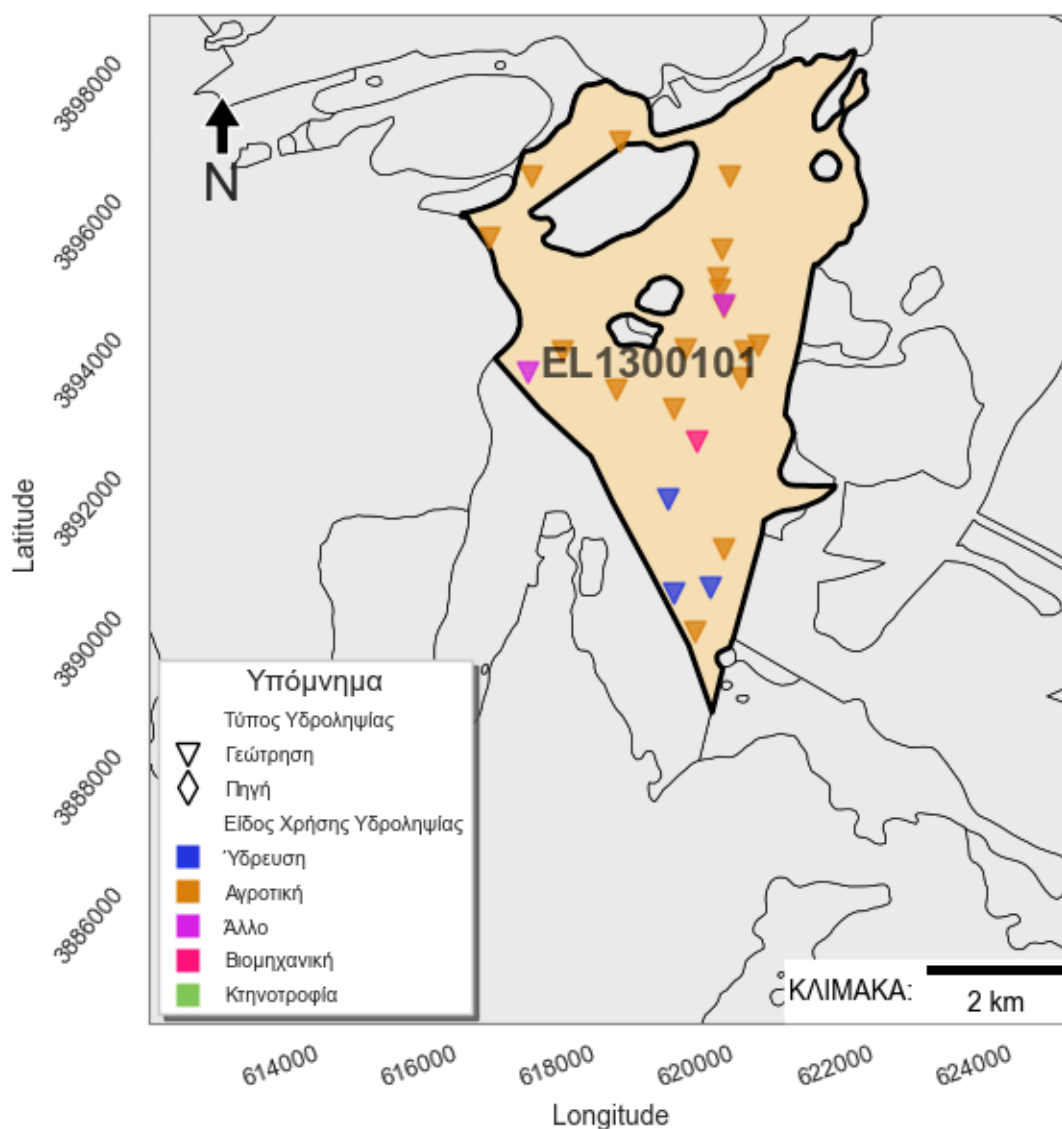 3898000
3896000
3894000
3892000
3890000
3888000
3886000
Latitude
N
EL1300101
Υπόμνημα
Τύπος Υδροληψίας
Γεώτρηση
Πηγή
Είδος Χρήσης Υδροληψίας
Ύδρευση
Αγροτική
Άλλο
Βιομηχανική
Κτηνοτροφία
ΚΛΙΜΑΚΑ:
2 km
614000
616000
618000
620000
622000
624000
Longitude